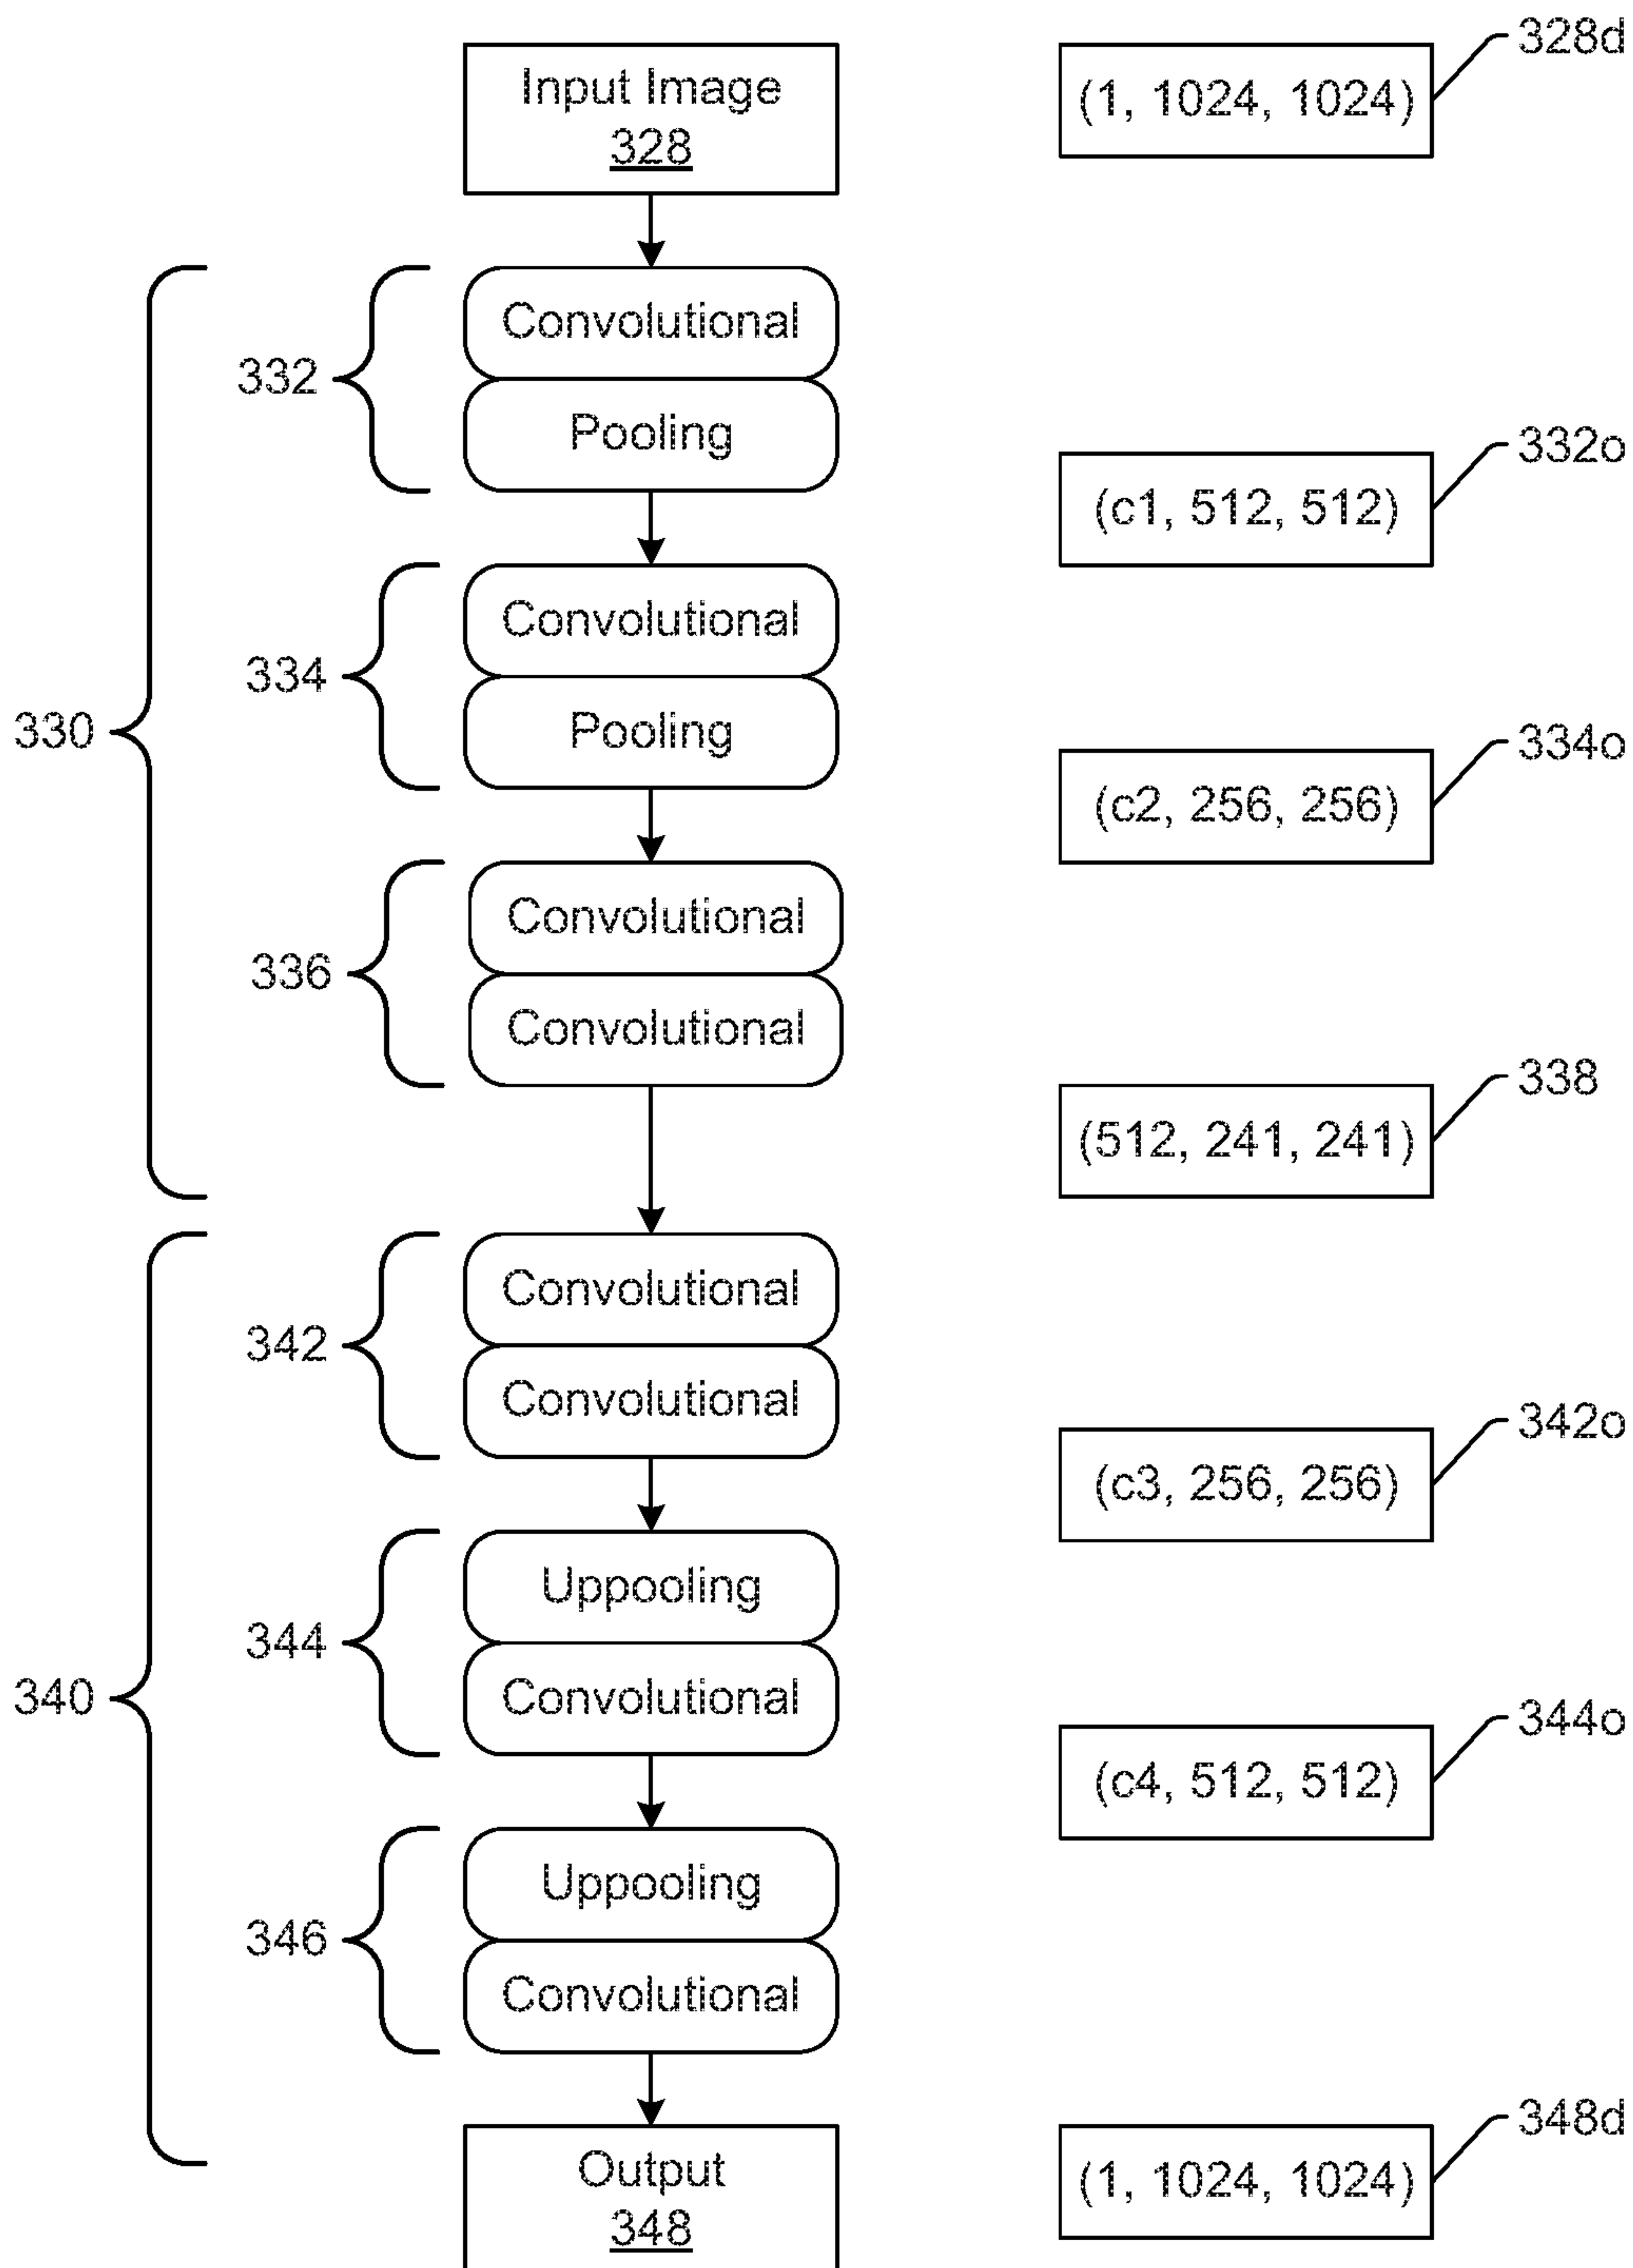 328d
Input Image
328
(1, 1024, 1024)
Convolutional
332
Pooling
332o
(c1, 512, 512)
Convolutional
334
Pooling
330
334o
(c2, 256, 256)
Convolutional
336
Convolutional
338
(512, 241, 241)
Convolutional
342
Convolutional
342o
(c3, 256, 256)
Uppooling
344
Convolutional
340
344o
(c4, 512, 512)
Uppooling
346
Convolutional
348d
Output
348
(1, 1024, 1024)